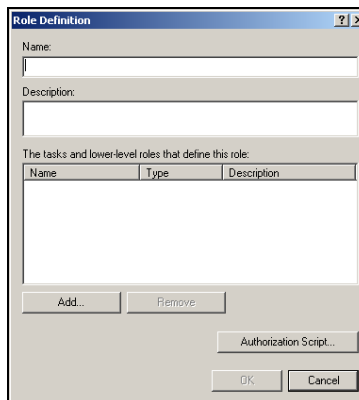 Role Definition
Name:
Description:
The tasks and lower-level roles that define this role:
Name Type Description
Add... Remove
Authorization Script...
OK Cancel